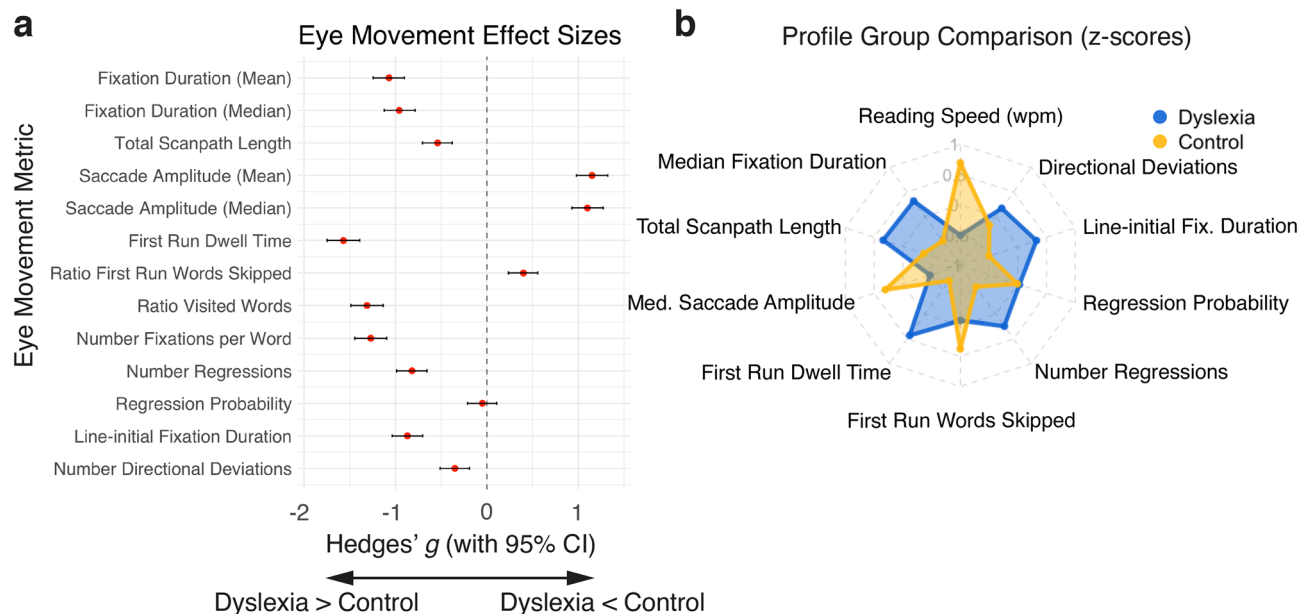 a
Eye Movement Effect Sizes
Eye Movement Metric
Fixation Duration (Mean)
Fixation Duration (Median)
Total Scanpath Length
Saccade Amplitude (Mean)
Saccade Amplitude (Median)
First Run Dwell Time
Ratio First Run Words Skipped
Ratio Visited Words
Number Fixations per Word
Number Regressions
Regression Probability
Line-initial Fixation Duration
Number Directional Deviations
-2 -1 0 1
Hedges' g (with 95% CI)
Dyslexia > Control Dyslexia < Control
b
Profile Group Comparison (z-scores)
Dyslexia
Control
Reading Speed (wpm)
1
Median Fixation Duration
Directional Deviations
Total Scanpath Length
Line-initial Fix. Duration
Med. Saccade Amplitude
Regression Probability
First Run Dwell Time
Number Regressions
First Run Words Skipped